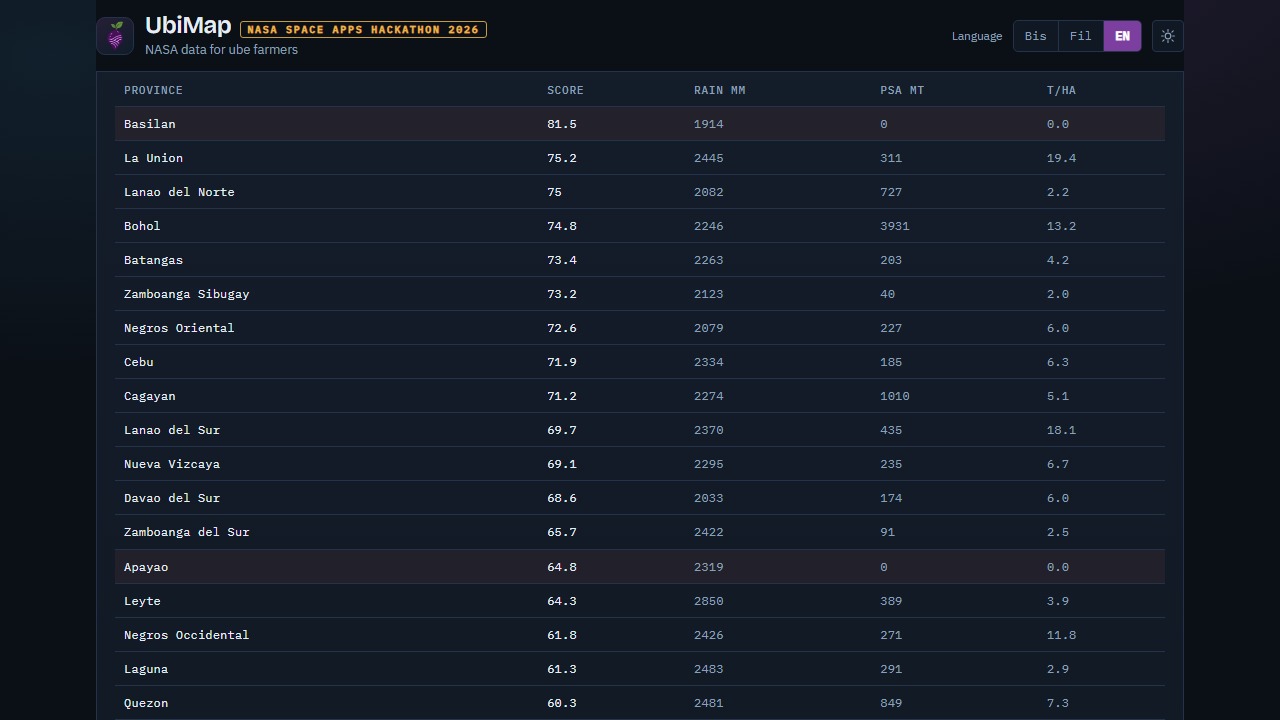 UbiMap NASA SPACE APPS HACKATHON 2026
NASA data for ube farmers
Language Bis Fil EN
PROVINCE SCORE RAIN MM PSA MT T/HA
Basilan 81.5 1914 0 0.0
La Union 75.2 2445 311 19.4
Lanao del Norte 75 2082 727 2.2
Bohol 74.8 2246 3931 13.2
Batangas 73.4 2263 203 4.2
Zamboanga Sibugay 73.2 2123 40 2.0
Negros Oriental 72.6 2079 227 6.0
Cebu 71.9 2334 185 6.3
Cagayan 71.2 2274 1010 5.1
Lanao del Sur 69.7 2370 435 18.1
Nueva Vizcaya 69.1 2295 235 6.7
Davao del Sur 68.6 2033 174 6.0
Zamboanga del Sur 65.7 2422 91 2.5
Apayao 64.8 2319 0 0.0
Leyte 64.3 2850 389 3.9
Negros Occidental 61.8 2426 271 11.8
Laguna 61.3 2483 291 2.9
Quezon 60.3 2481 849 7.3